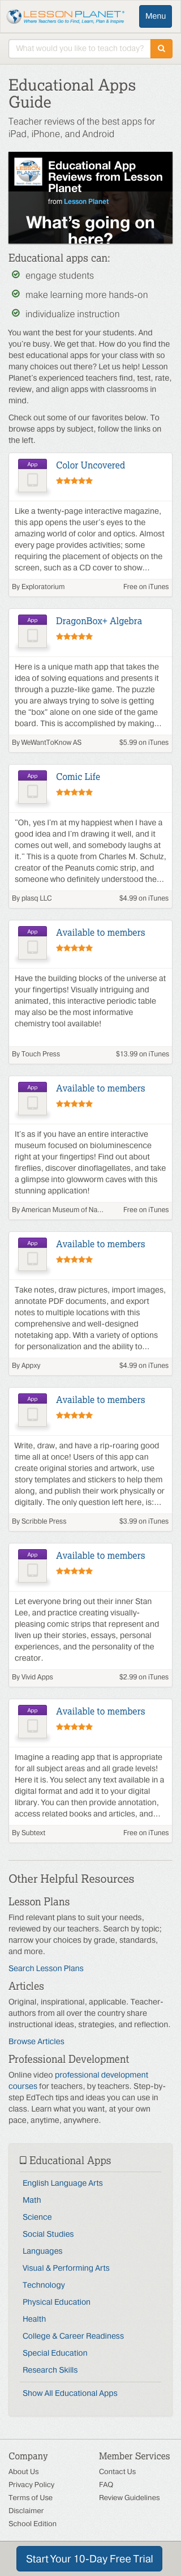 LESSON PLANET®
Where Teachers Go to Find, Learn, Plan & Inspire
Menu
What would you like to teach today?
Educational Apps
Guide
Teacher reviews of the best apps for
iPad, iPhone, and Android
LESSON
PLANET
Educational App
Reviews from Lesson
Planet
from Lesson Planet
What's going on
here?
Educational apps can:
engage students
make learning more hands-on
individualize instruction
You want the best for your students. And
you're busy. We get that. How do you find the
best educational apps for your class with so
many choices out there? Let us help! Lesson
Planet's experienced teachers find, test, rate,
review, and align apps with classrooms in
mind.
Check out some of our favorites below. To
browse apps by subject, follow the links on
the left.
App
Color Uncovered
Like a twenty-page interactive magazine,
this app opens the user's eyes to the
amazing world of color and optics. Almost
every page provides activities; some
requiring the placement of objects on the
screen, such as a CD cover to show...
By Exploratorium Free on iTunes
App
DragonBox+ Algebra
Here is a unique math app that takes the
idea of solving equations and presents it
through a puzzle-like game. The puzzle
you are always trying to solve is getting
the "box" alone on one side of the game
board. This is accomplished by making...
By WeWantToKnow AS $5.99 on iTunes
App
Comic Life
"Oh, yes I'm at my happiest when I have a
good idea and I'm drawing it well, and it
comes out well, and somebody laughs at
it." This is a quote from Charles M. Schulz,
creator of the Peanuts comic strip, and
someone who definitely understood the...
By plasq LLC $4.99 on iTunes
App
Available to members
Have the building blocks of the universe at
your fingertips! Visually intriguing and
animated, this interactive periodic table
may also be the most informative
chemistry tool available!
By Touch Press $13.99 on iTunes
App
Available to members
It's as if you have an entire interactive
museum focused on bioluminescence
right at your fingertips! Find out about
fireflies, discover dinoflagellates, and take
a glimpse into glowworm caves with this
stunning application!
By American Museum of Na... Free on iTunes
App
Available to members
Take notes, draw pictures, import images,
annotate PDF documents, and export
notes to multiple locations with this
comprehensive and well-designed
notetaking app. With a variety of options
for personalization and the ability to...
By Appxy $4.99 on iTunes
App
Available to members
Write, draw, and have a rip-roaring good
time all at once! Users of this app can
create original stories and artwork, use
story templates and stickers to help them
along, and publish their work physically or
digitally. The only question left here, is:...
By Scribble Press $3.99 on iTunes
App
Available to members
Let everyone bring out their inner Stan
Lee, and practice creating visually-
pleasing comic strips that represent and
liven up their stories, essays, personal
experiences, and the personality of the
creator.
By Vivid Apps $2.99 on iTunes
App
Available to members
Imagine a reading app that is appropriate
for all subject areas and all grade levels!
Here it is. You select any text available in a
digital format and add it to your digital
library. You can then provide annotation,
access related books and articles, and...
By Subtext Free on iTunes
Other Helpful Resources
Lesson Plans
Find relevant plans to suit your needs,
reviewed by our teachers. Search by topic;
narrow your choices by grade, standards,
and more.
Search Lesson Plans
Articles
Original, inspirational, applicable. Teacher-
authors from all over the country share
instructional ideas, strategies, and reflection.
Browse Articles
Professional Development
Online video professional development
courses for teachers, by teachers. Step-by-
step EdTech tips and ideas you can use in
class. Learn what you want, at your own
pace, anytime, anywhere.
Educational Apps
English Language Arts
Math
Science
Social Studies
Languages
Visual & Performing Arts
Technology
Physical Education
Health
College & Career Readiness
Special Education
Research Skills
Show All Educational Apps
Company
About Us
Privacy Policy
Terms of Use
Disclaimer
School Edition
Member Services
Contact Us
FAQ
Review Guidelines
Start Your 10-Day Free Trial